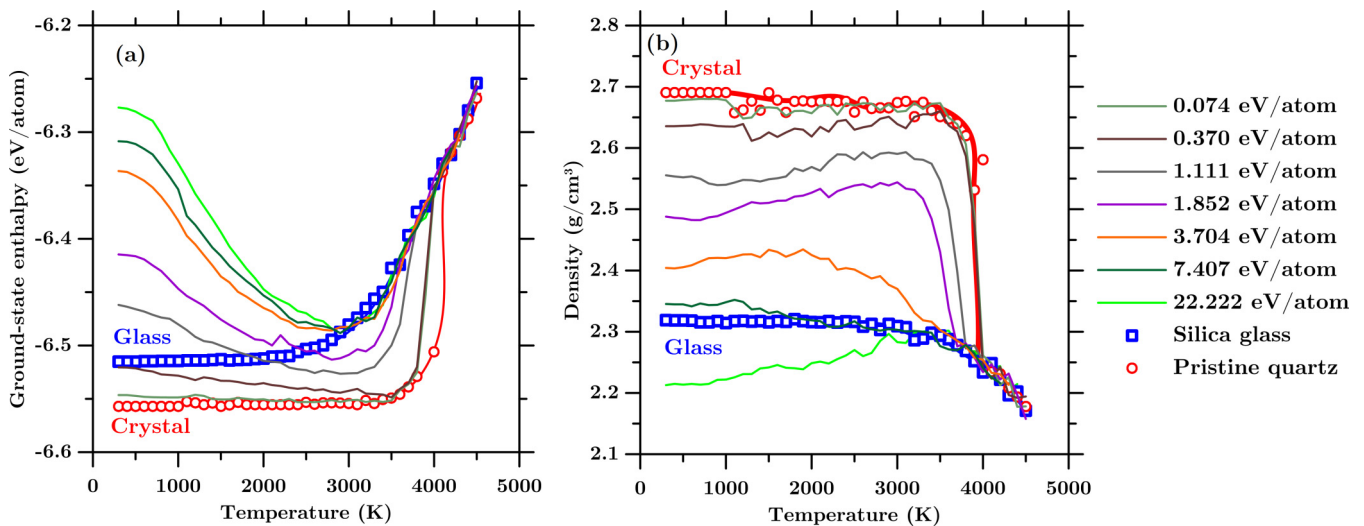 (a)
Ground-state enthalpy (eV/atom)
-6.2
-6.3
-6.4
-6.5
-6.6
Glass
Crystal
0
1000
2000
3000
4000
5000
Temperature (K)
(b)
Density (g/cm³)
2.8
2.7
2.6
2.5
2.4
2.3
2.2
2.1
Crystal
Glass
0
1000
2000
3000
4000
5000
Temperature (K)
0.074 eV/atom
0.370 eV/atom
1.111 eV/atom
1.852 eV/atom
3.704 eV/atom
7.407 eV/atom
22.222 eV/atom
Silica glass
Pristine quartz